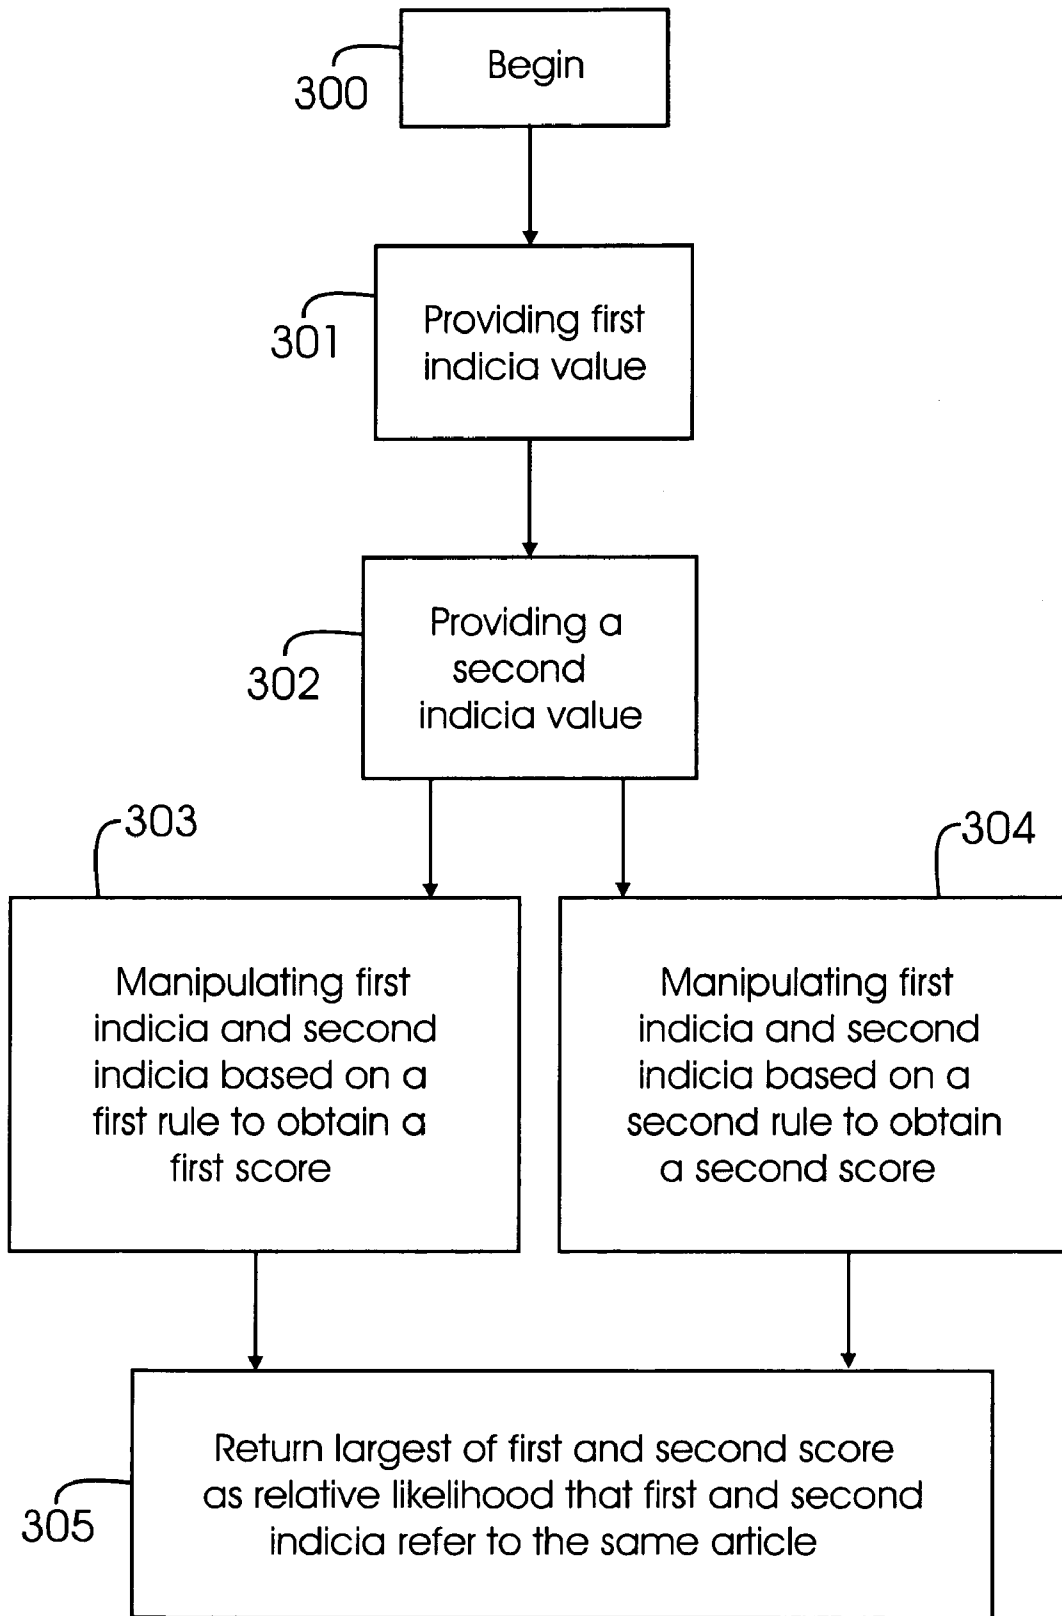 Begin
300
Providing first
indicia value
301
Providing a
second
indicia value
302
303
304
Manipulating first
indicia and second
indicia based on a
first rule to obtain a
first score
Manipulating first
indicia and second
indicia based on a
second rule to obtain
a second score
Return largest of first and second score
as relative likelihood that first and second
indicia refer to the same article
305